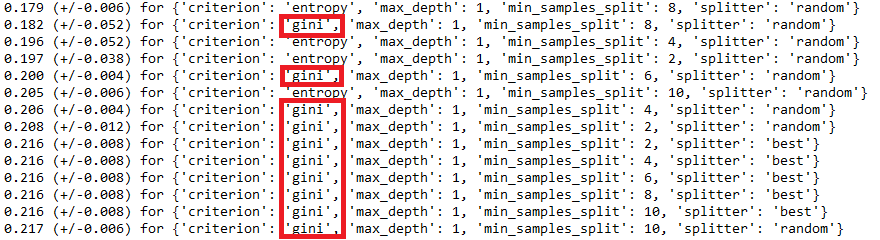 0.179 (+/-0.006) for {'criterion': 'entropy', 'max_depth': 1, 'min_samples_split': 8, 'splitter': 'random'}
0.182 (+/-0.052) for {'criterion': 'gini', 'max_depth': 1, 'min_samples_split': 8, 'splitter': 'random'}
0.196 (+/-0.052) for {'criterion': 'entropy', 'max_depth': 1, 'min_samples_split': 4, 'splitter': 'random'}
0.197 (+/-0.038) for {'criterion': 'entropy', 'max_depth': 1, 'min_samples_split': 2, 'splitter': 'random'}
0.200 (+/-0.004) for {'criterion': 'gini', 'max_depth': 1, 'min_samples_split': 6, 'splitter': 'random'}
0.205 (+/-0.006) for {'criterion': 'entropy', 'max_depth': 1, 'min_samples_split': 10, 'splitter': 'random'}
0.206 (+/-0.004) for {'criterion': 'gini', 'max_depth': 1, 'min_samples_split': 4, 'splitter': 'random'}
0.208 (+/-0.012) for {'criterion': 'gini', 'max_depth': 1, 'min_samples_split': 2, 'splitter': 'random'}
0.216 (+/-0.008) for {'criterion': 'gini', 'max_depth': 1, 'min_samples_split': 2, 'splitter': 'best'}
0.216 (+/-0.008) for {'criterion': 'gini', 'max_depth': 1, 'min_samples_split': 4, 'splitter': 'best'}
0.216 (+/-0.008) for {'criterion': 'gini', 'max_depth': 1, 'min_samples_split': 6, 'splitter': 'best'}
0.216 (+/-0.008) for {'criterion': 'gini', 'max_depth': 1, 'min_samples_split': 8, 'splitter': 'best'}
0.216 (+/-0.008) for {'criterion': 'gini', 'max_depth': 1, 'min_samples_split': 10, 'splitter': 'best'}
0.217 (+/-0.006) for {'criterion': 'gini', 'max_depth': 1, 'min_samples_split': 10, 'splitter': 'random'}